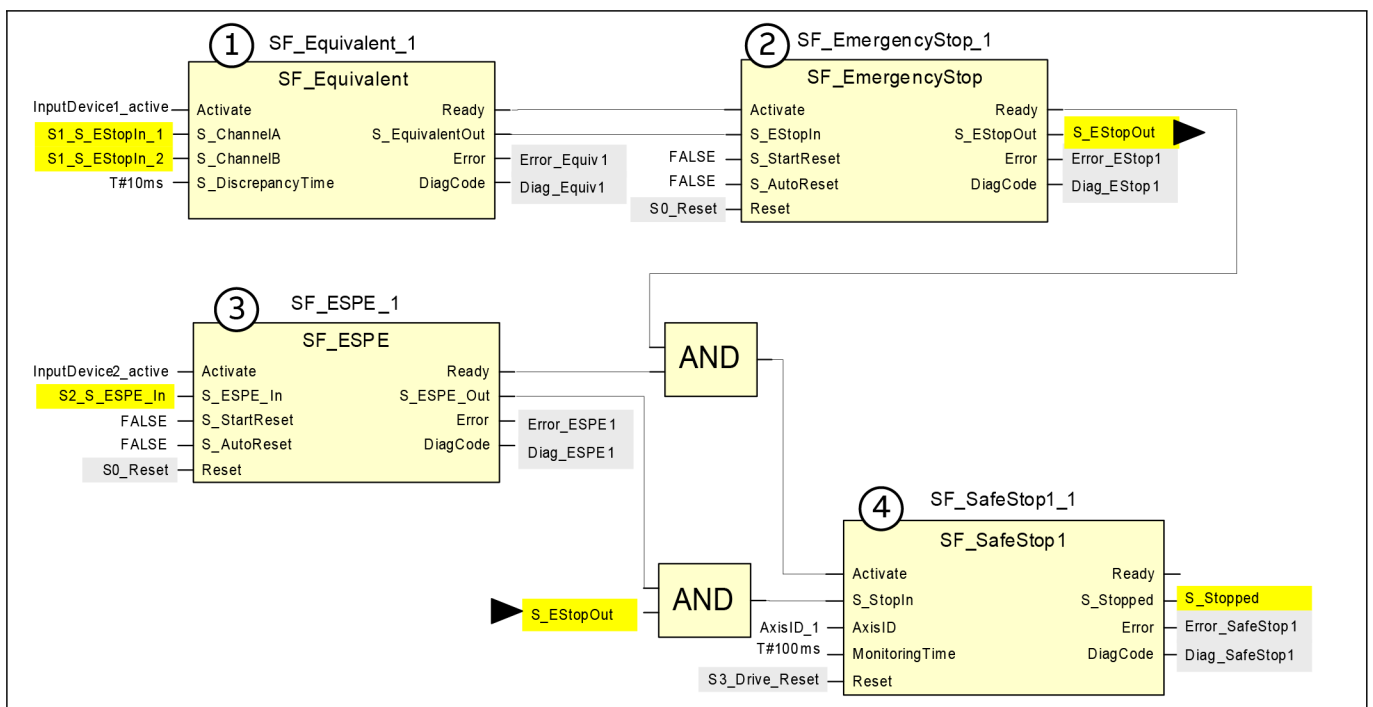 1 SF_Equivalent_1
SF_Equivalent
InputDevice1_active Activate Ready
S1_S_EStopIn_1 S_ChannelA S_EquivalentOut
S1_S_EStopIn_2 S_ChannelB Error Error_Equiv1
T#10ms S_DiscrepancyTime DiagCode Diag_Equiv1
2 SF_EmergencyStop_1
SF_EmergencyStop
Activate Ready
S_EStopIn S_EStopOut S_EStopOut
FALSE S_StartReset Error Error_EStop1
FALSE S_AutoReset DiagCode Diag_EStop1
S0_Reset Reset
3 SF_ESPE_1
SF_ESPE
InputDevice2_active Activate Ready
S2_S_ESPE_In S_ESPE_In S_ESPE_Out
FALSE S_StartReset Error Error_ESPE1
FALSE S_AutoReset DiagCode Diag_ESPE1
S0_Reset Reset
AND
S_EStopOut
AND
4 SF_SafeStop1_1
SF_SafeStop1
Activate Ready
S_StopIn S_Stopped S_Stopped
AxisID_1 AxisID Error Error_SafeStop1
T#100ms MonitoringTime DiagCode Diag_SafeStop1
S3_Drive_Reset Reset